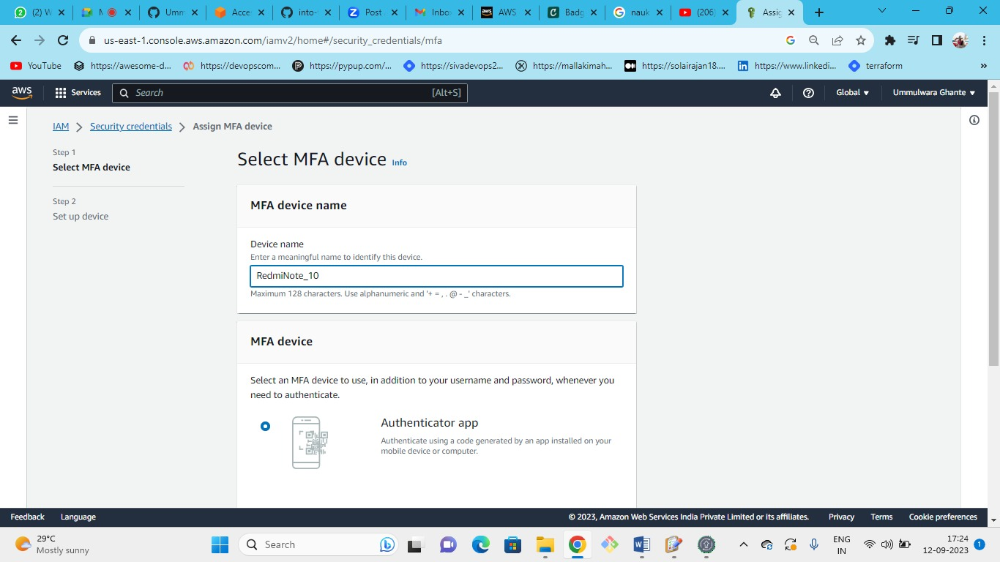 (2) W
M
Umm
Acce
into-
Post
Inbo
AWS
Badg
nauk
(206)
Assig
us-east-1.console.aws.amazon.com/iamv2/home#/security_credentials/mfa
YouTube
https://awesome-d...
https://devopscom...
https://pypup.com/...
https://sivadevops2...
https://mallakimah...
https://solairajan18....
https://www.linkedi...
terraform
»
aws
Services
Search
[Alt+S]
Global
Ummulwara Ghante
IAM
Security credentials
Assign MFA device
Step 1
Select MFA device
Step 2
Set up device
Select MFA device Info
MFA device name
Device name
Enter a meaningful name to identify this device.
RedmiNote_10
Maximum 128 characters. Use alphanumeric and '+ = , . @ - _' characters.
MFA device
Select an MFA device to use, in addition to your username and password, whenever you
need to authenticate.
Authenticator app
Authenticate using a code generated by an app installed on your
mobile device or computer.
Feedback
Language
© 2023, Amazon Web Services India Private Limited or its affiliates.
Privacy
Terms
Cookie preferences
29°C
Mostly sunny
Search
ENG
IN
17:24
12-09-2023
1